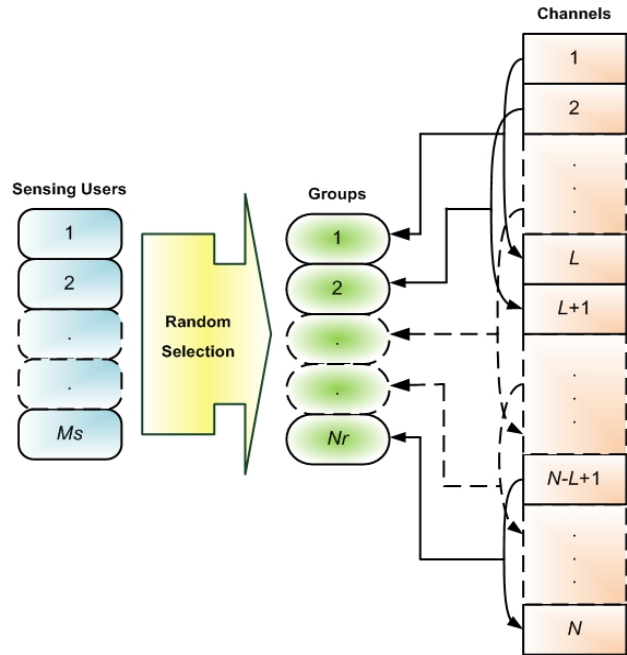 Channels
1
2
.
.
.
L
L+1
.
.
.
N-L+1
.
.
.
N
Sensing Users
1
2
.
.
Ms
Random
Selection
Groups
1
2
.
.
Nr